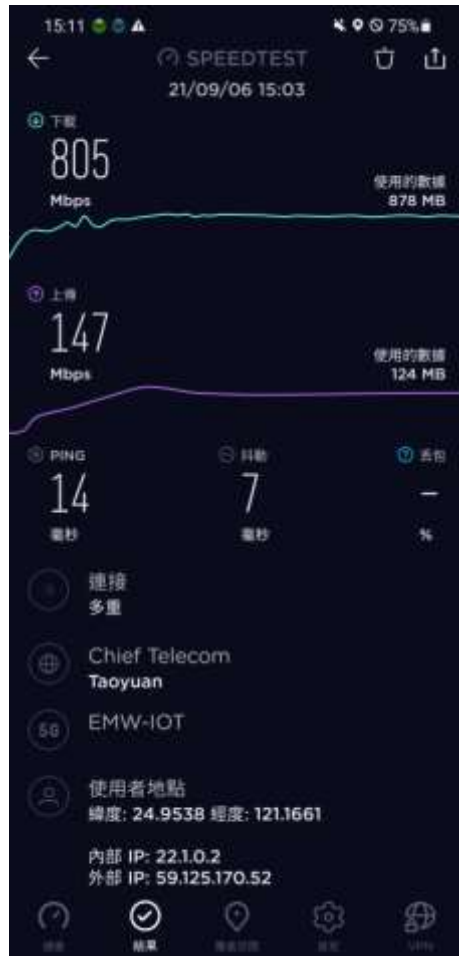 15:11 75%
SPEEDTEST
21/09/06 15:03
下載
805
Mbps
使用的數據
878 MB
上傳
147
Mbps
使用的數據
124 MB
PING 抖動 丟包
14 7 –
毫秒 毫秒 %
連接
多重
Chief Telecom
Taoyuan
5G EMW-IOT
使用者地點
緯度: 24.9538 經度: 121.1661
內部 IP: 22.1.0.2
外部 IP: 59.125.170.52
結果 VPN